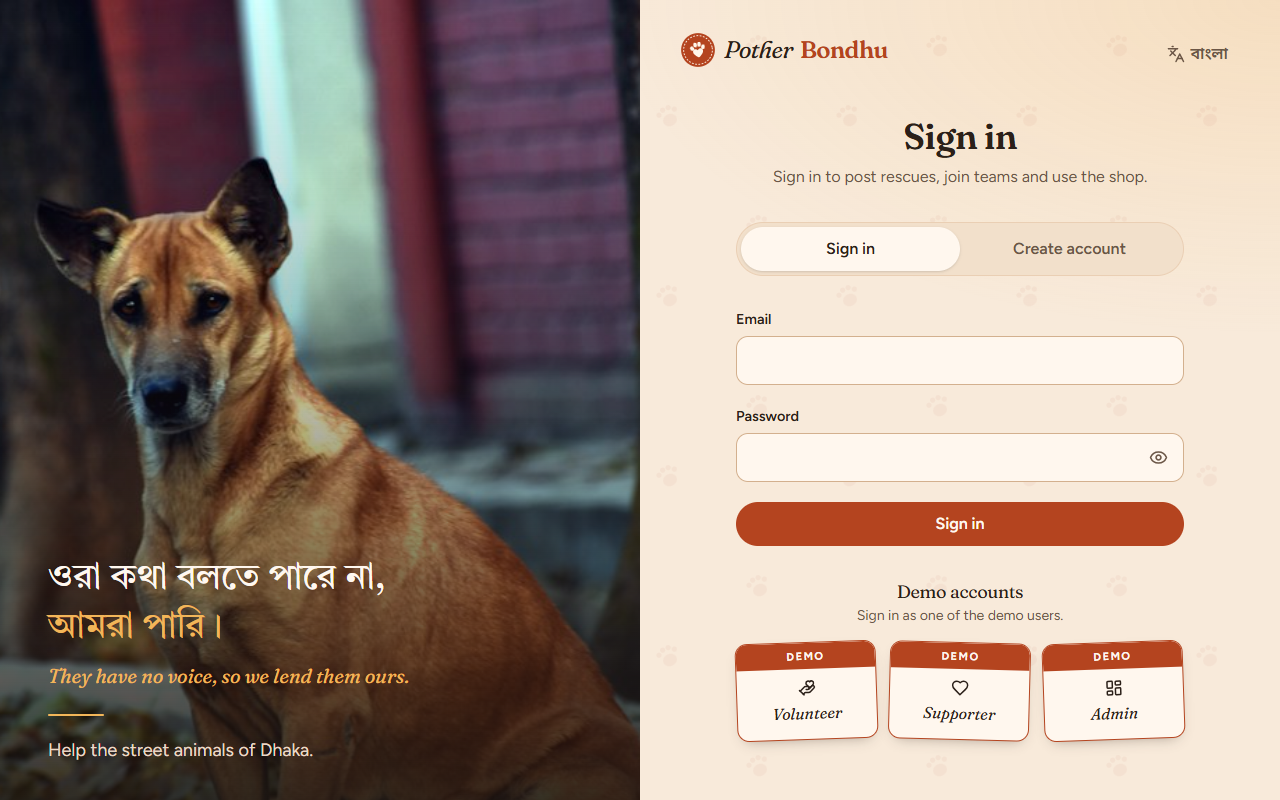 ওরা কথা বলতে পারে না,
আমরা পারি।
They have no voice, so we lend them ours.
Help the street animals of Dhaka.
Pother Bondhu
বাংলা
Sign in
Sign in to post rescues, join teams and use the shop.
Sign in
Create account
Email
Password
Sign in
Demo accounts
Sign in as one of the demo users.
DEMO
Volunteer
DEMO
Supporter
DEMO
Admin